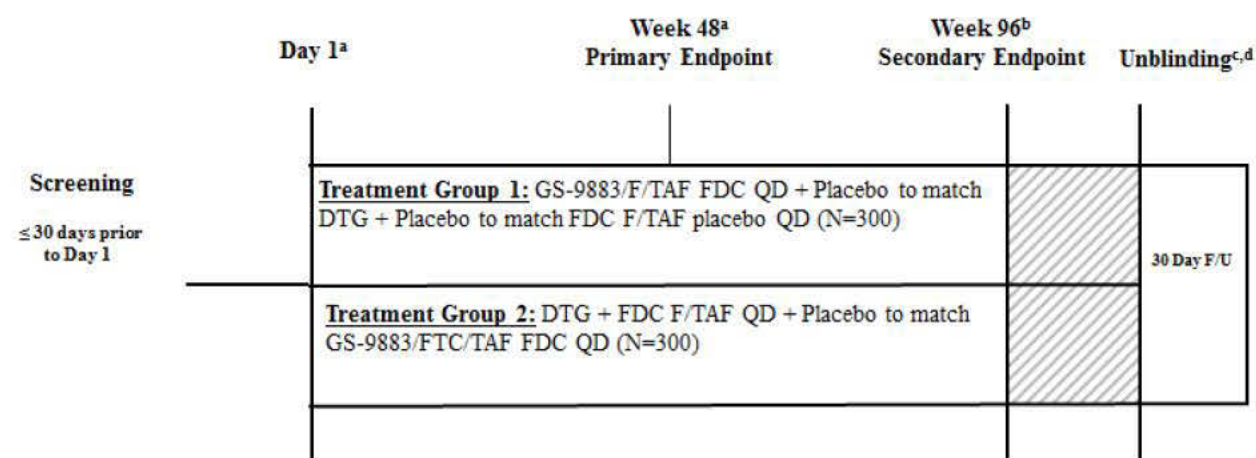 Day 1ᵃ
Week 48ᵃ
Primary Endpoint
Week 96ᵇ
Secondary Endpoint
Unblindingᶜ,ᵈ
Screening
≤ 30 days prior
to Day 1
Treatment Group 1: GS-9883/F/TAF FDC QD + Placebo to match
DTG + Placebo to match FDC F/TAF placebo QD (N=300)
Treatment Group 2: DTG + FDC F/TAF QD + Placebo to match
GS-9883/FTC/TAF FDC QD (N=300)
30 Day F/U